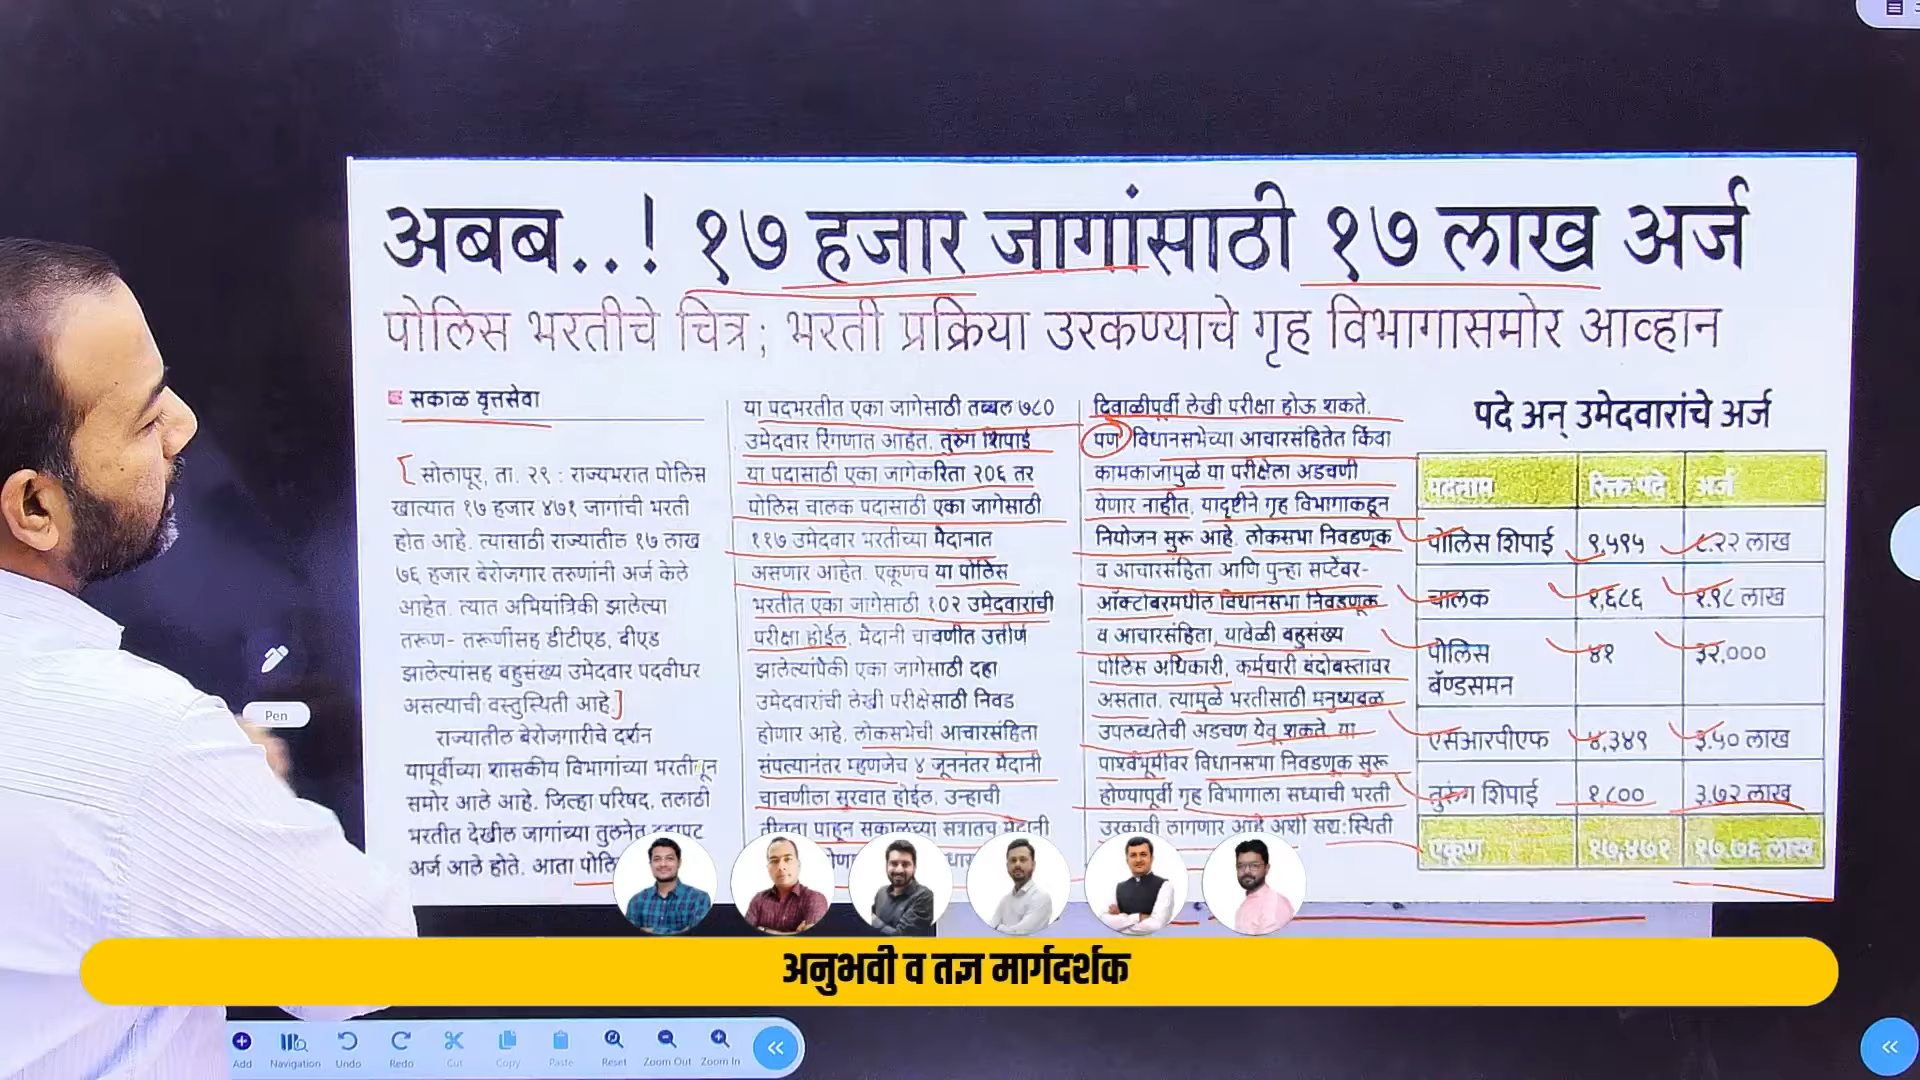 अबब..! १७ हजार जागांसाठी १७ लाख अर्ज
पोलिस भरतीचे चित्र; भरती प्रक्रिया उरकण्याचे गृह विभागासमोर आव्हान
सकाळ वृत्तसेवा
सोलापूर, ता. २९ : राज्यभरात पोलिस
खात्यात १७ हजार ४७१ जागांची भरती
होत आहे. त्यासाठी राज्यातील १७ लाख
७६ हजार बेरोजगार तरुणांनी अर्ज केले
आहेत. त्यात अभियांत्रिकी झालेल्या
तरूण- तरूणींसह डीटीएड, बीएड
झालेल्यांसह बहुसंख्य उमेदवार पदवीधर
असल्याची वस्तुस्थिती आहे.
राज्यातील बेरोजगारीचे दर्शन
यापूर्वीच्या शासकीय विभागांच्या भरतीतून
समोर आले आहे. जिल्हा परिषद, तलाठी
भरतीत देखील जागांच्या तुलनेत दहापट
अर्ज आले होते. आता
या पदभरतीत एका जागेसाठी तब्बल ७८०
उमेदवार रिंगणात आहेत. तुरुंग शिपाई
या पदासाठी एका जागेकरिता २०६ तर
पोलिस चालक पदासाठी एका जागेसाठी
११७ उमेदवार भरतीच्या मैदानात
असणार आहेत. एकूणच या पोलिस
भरतीत एका जागेसाठी १०२ उमेदवारांची
परीक्षा होईल. मैदानी चाचणीत उत्तीर्ण
झालेल्यांपैकी एका जागेसाठी दहा
उमेदवारांची लेखी परीक्षेसाठी निवड
होणार आहे. लोकसभेची आचारसंहिता
संपल्यानंतर म्हणजेच ४ जूननंतर मैदानी
चाचणीला सुरवात होईल. उन्हाची
तीव्रता पाहून सकाळच्या सत्रातच मैदानी
दिवाळीपूर्वी लेखी परीक्षा होऊ शकते.
पण विधानसभेच्या आचारसंहितेत किंवा
कामकाजामुळे या परीक्षेला अडचणी
येणार नाहीत, यादृष्टीने गृह विभागाकडून
नियोजन सुरू आहे. लोकसभा निवडणूक
व आचारसंहिता आणि पुन्हा सप्टेंबर-
ऑक्टोबरमधील विधानसभा निवडणूक
व आचारसंहिता, यावेळी बहुसंख्य
पोलिस अधिकारी, कर्मचारी बंदोबस्तावर
असतात. त्यामुळे भरतीसाठी मनुष्यबळ
उपलब्धतेची अडचण येवू शकते. या
पार्श्वभूमीवर विधानसभा निवडणूक सुरू
होण्यापूर्वी गृह विभागाला सध्याची भरती
उरकावी लागणार आहे अशी सद्य:स्थिती
पदे अन् उमेदवारांचे अर्ज
पदनाम रिक्त पदे अर्ज
पोलिस शिपाई ९,५९५ ८.२२ लाख
चालक १,६८६ १.९८ लाख
पोलिस बॅण्डसमन ४१ ३२,०००
एसआरपीएफ ४,३४९ ३.५० लाख
तुरुंग शिपाई १,८०० ३.७२ लाख
एकूण १७,४७१ १७.७६ लाख
अनुभवी व तज्ञ मार्गदर्शक
Pen
Add Navigation Undo Redo Cut Copy Paste Reset Zoom Out Zoom In